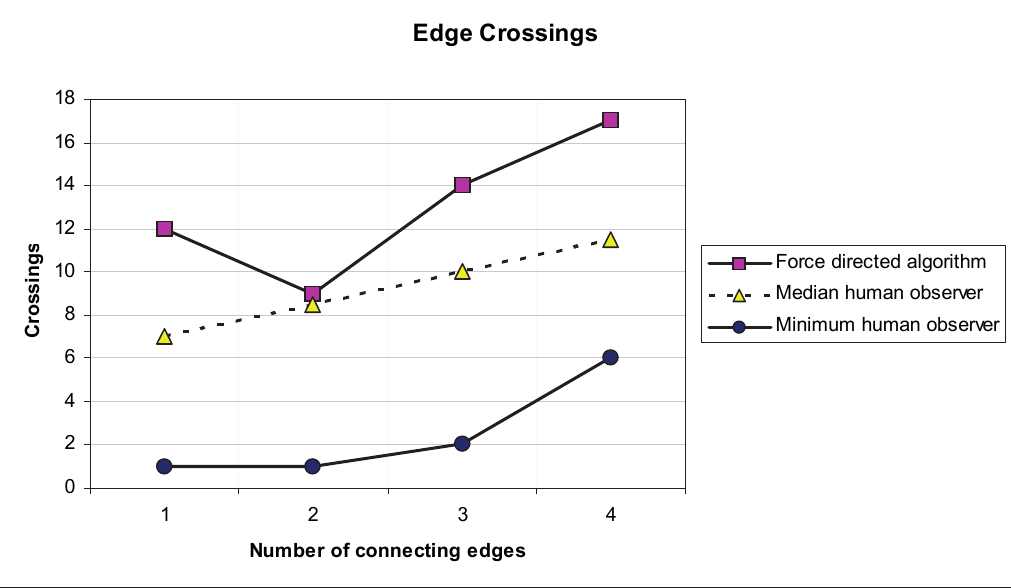 Edge Crossings
18
16
14
12
10
8
6
4
2
0
Crossings
1 2 3 4
Number of connecting edges
Force directed algorithm
Median human observer
Minimum human observer